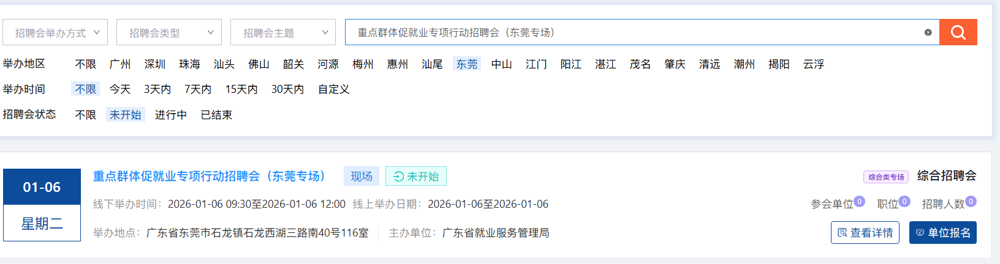 招聘会举办方式 招聘会类型 招聘会主题 重点群体促就业专项行动招聘会（东莞专场）
举办地区 不限 广州 深圳 珠海 汕头 佛山 韶关 河源 梅州 惠州 汕尾 东莞 中山 江门 阳江 湛江 茂名 肇庆 清远 潮州 揭阳 云浮
举办时间 不限 今天 3天内 7天内 15天内 30天内 自定义
招聘会状态 不限 未开始 进行中 已结束
01-06
星期二
重点群体促就业专项行动招聘会（东莞专场） 现场 未开始 综合类专场 综合招聘会
线下举办时间：2026-01-06 09:30至2026-01-06 12:00 线上举办日期：2026-01-06至2026-01-06 参会单位0 职位0 招聘人数0
举办地点：广东省东莞市石龙镇石龙西湖三路南40号116室 主办单位：广东省就业服务管理局 查看详情 单位报名